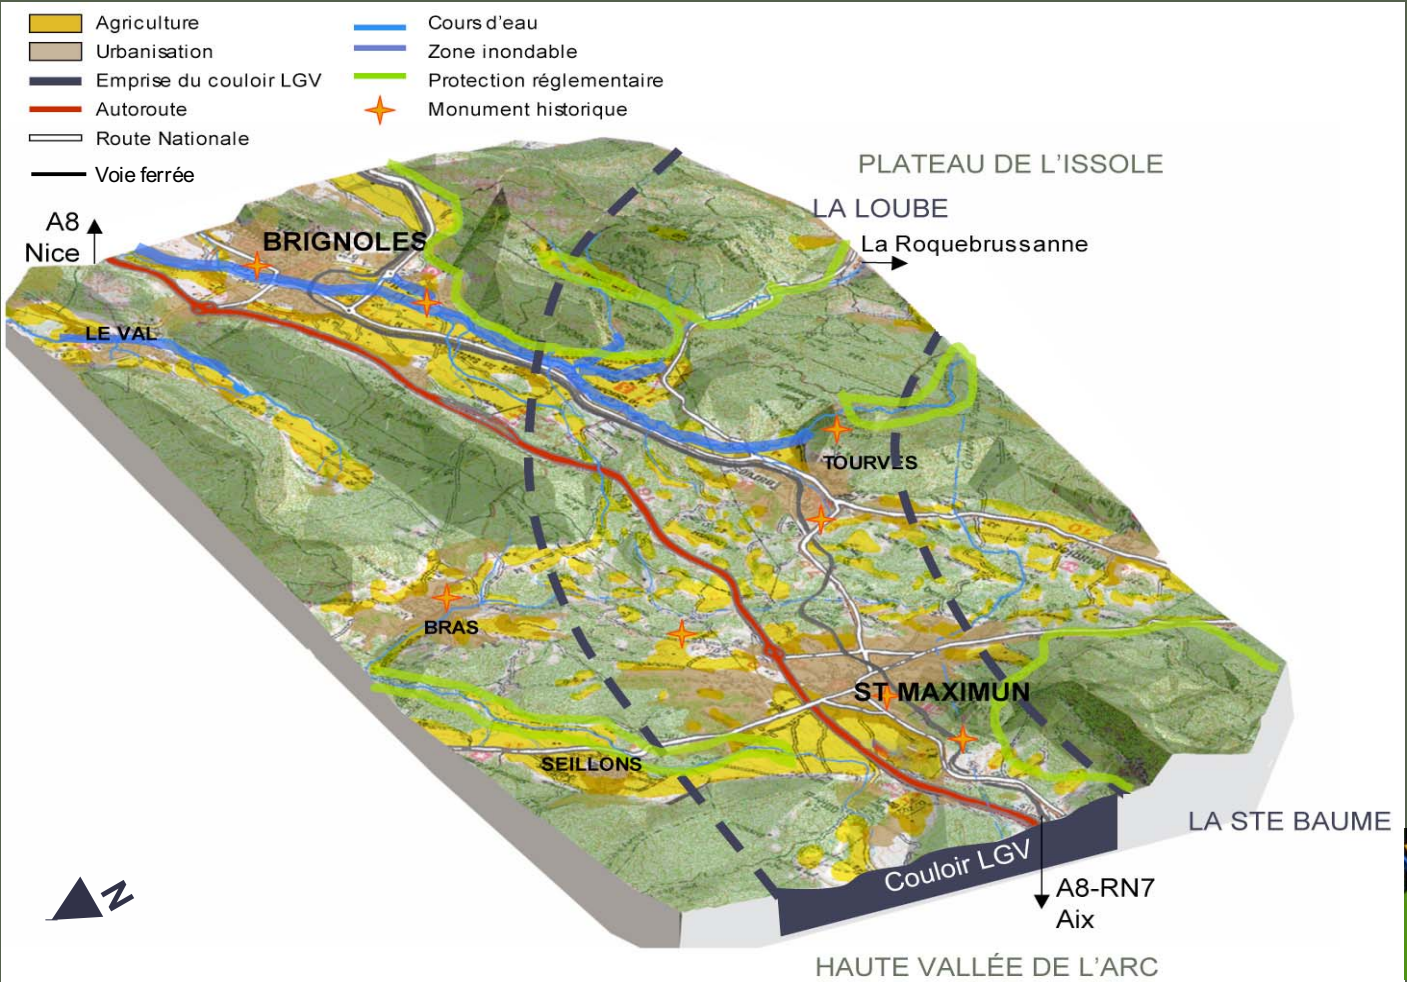 Agriculture
Urbanisation
Emprise du couloir LGV
Autoroute
Route Nationale
Voie ferrée
Cours d'eau
Zone inondable
Protection réglementaire
Monument historique
PLATEAU DE L'ISSOLE
LA LOUBE
La Roquebrussanne
A8
Nice
BRIGNOLES
LE VAL
TOURVES
BRAS
ST MAXIMUN
SEILLONS
LA STE BAUME
Couloir LGV
A8-RN7
Aix
N
HAUTE VALLÉE DE L'ARC